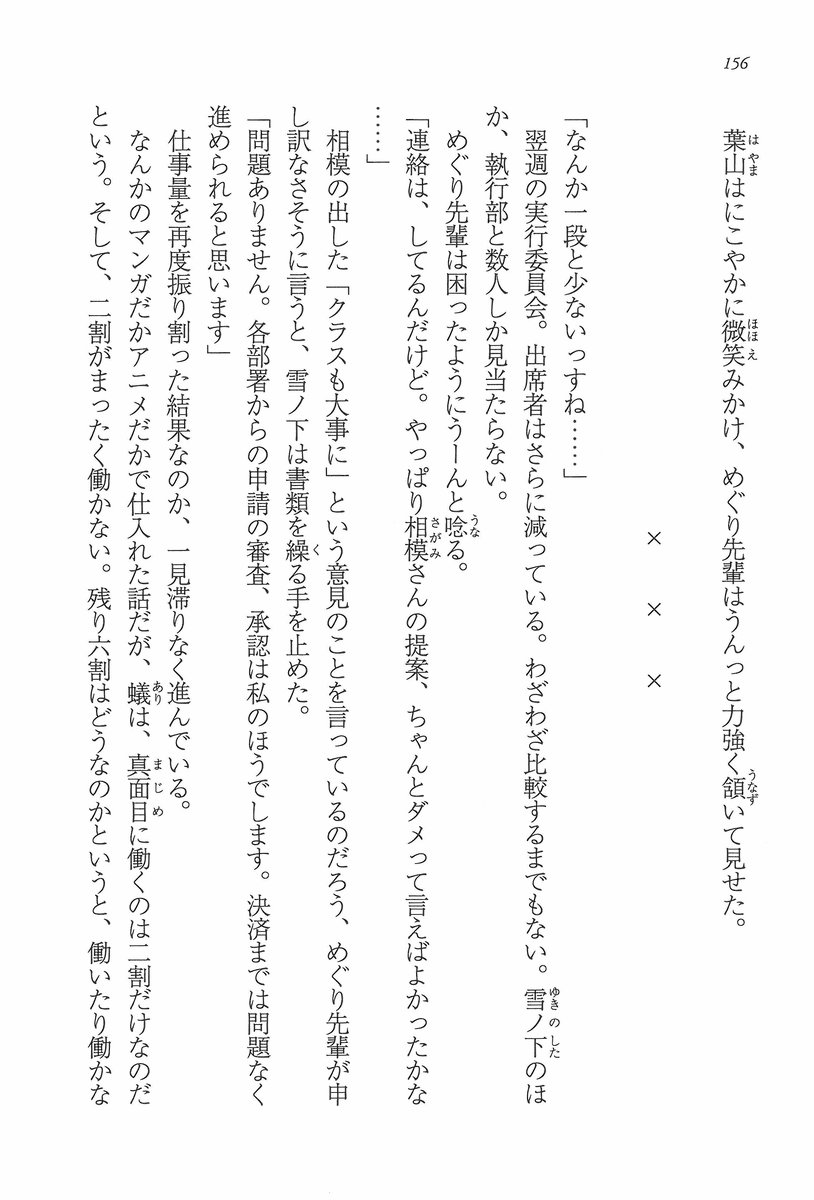 156
葉山はにこやかに微笑みかけ、めぐり先輩はうんっと力強く頷いて見せた。
× × ×
「なんか一段と少ないっすね……」
翌週の実行委員会。出席者はさらに減っている。わざわざ比較するまでもない。雪ノ下のほ
か、執行部と数人しか見当たらない。
めぐり先輩は困ったようにうーんと唸る。
「連絡は、してるんだけど。やっぱり相模さんの提案、ちゃんとダメって言えばよかったかな
……」
相模の出した「クラスも大事に」という意見のことを言っているのだろう、めぐり先輩が申
し訳なさそうに言うと、雪ノ下は書類を繰る手を止めた。
「問題ありません。各部署からの申請の審査、承認は私のほうでします。決済までは問題なく
進められると思います」
仕事量を再度振り割った結果なのか、一見滞りなく進んでいる。
なんかのマンガだかアニメだかで仕入れた話だが、蟻は、真面目に働くのは二割だけなのだ
という。そして、二割がまったく働かない。残り六割はどうなのかというと、働いたり働かな